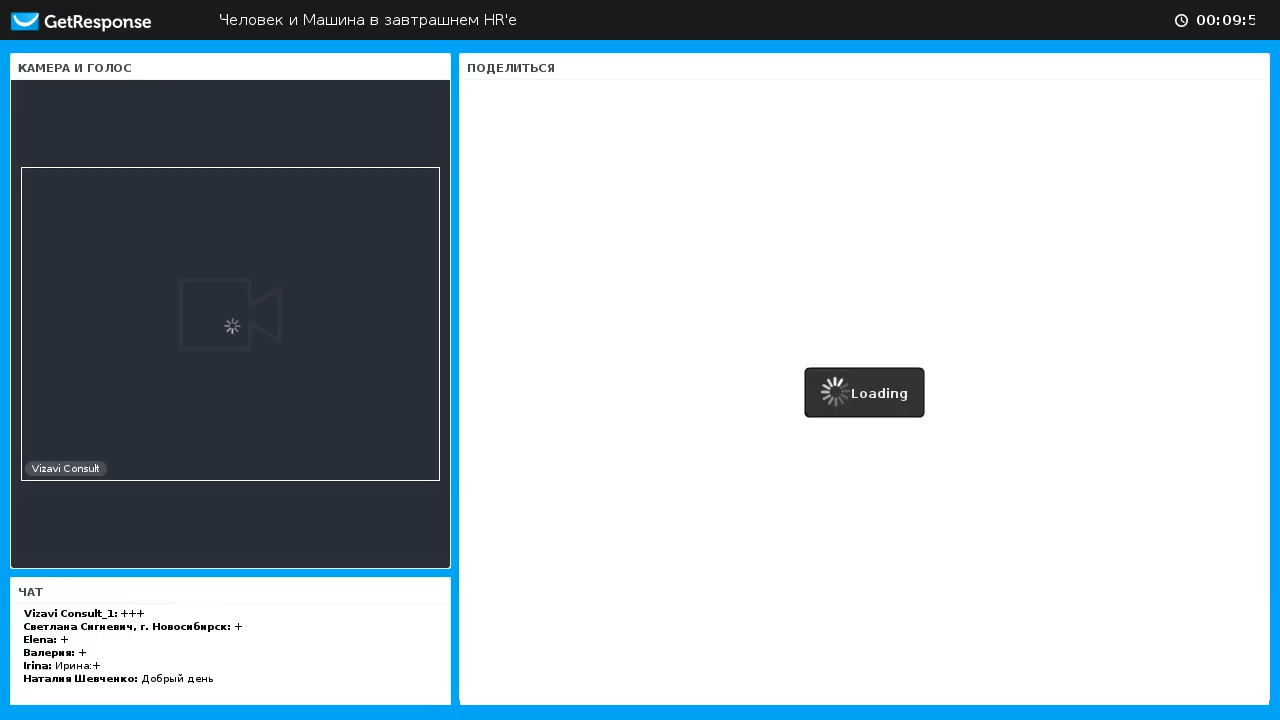 GetResponse
Человек и Машина в завтрашнем HR'е
00:09:5
КАМЕРА И ГОЛОС
Vizavi Consult
ЧАТ
Vizavi Consult_1: +++
Светлана Сигневич, г. Новосибирск: +
Elena: +
Валерия: +
Irina: Ирина:+
Наталия Шевченко: Добрый день
ПОДЕЛИТЬСЯ
Loading